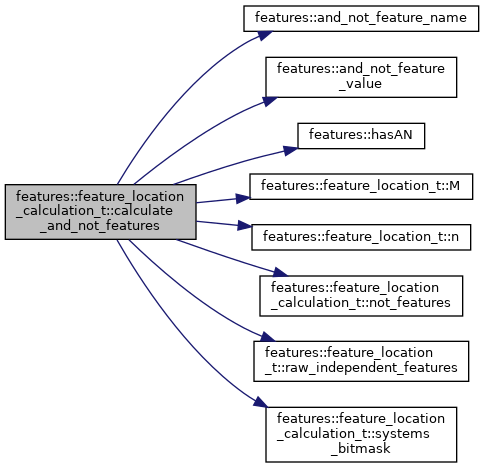 features::and_not_feature_name
features::and_not_feature
_value
features::hasAN
features::feature_location_t::M
features::feature_location
_calculation_t::calculate
_and_not_features
features::feature_location_t::n
features::feature_location
_calculation_t::not_features
features::feature_location
_t::raw_independent_features
features::feature_location
_calculation_t::systems
_bitmask